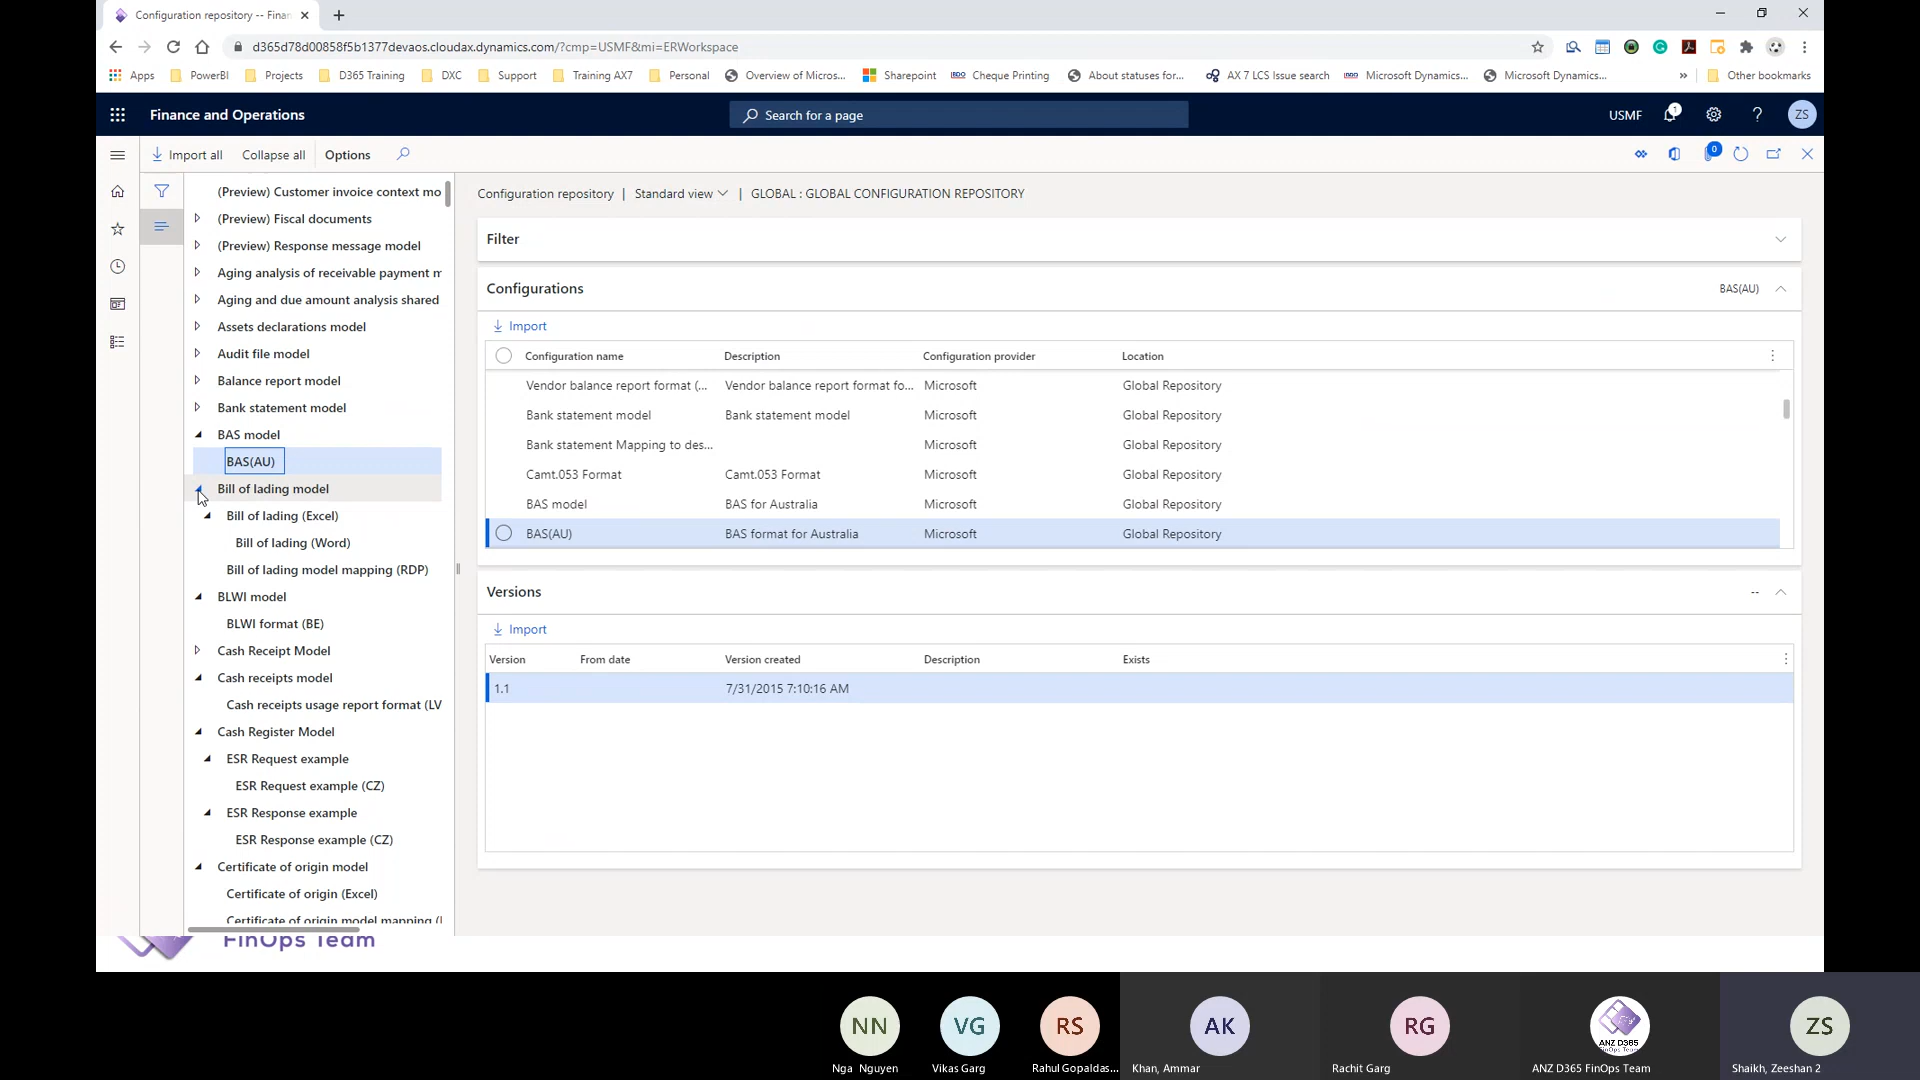 Configuration repository -- Finan
d365d78d00858f5b1377devaos.cloudax.dynamics.com/?cmp=USMF&mi=ERWorkspace
Apps PowerBI Projects D365 Training DXC Support Training AX7 Personal Overview of Micros... Sharepoint Cheque Printing About statuses for... AX 7 LCS Issue search Microsoft Dynamics... Microsoft Dynamics... » Other bookmarks
Finance and Operations
Search for a page
USMF 1 ? ZS
Import all Collapse all Options
0
(Preview) Customer invoice context mo
(Preview) Fiscal documents
(Preview) Response message model
Aging analysis of receivable payment m
Aging and due amount analysis shared
Assets declarations model
Audit file model
Balance report model
Bank statement model
BAS model
BAS(AU)
Bill of lading model
Bill of lading (Excel)
Bill of lading (Word)
Bill of lading model mapping (RDP)
BLWI model
BLWI format (BE)
Cash Receipt Model
Cash receipts model
Cash receipts usage report format (LV
Cash Register Model
ESR Request example
ESR Request example (CZ)
ESR Response example
ESR Response example (CZ)
Certificate of origin model
Certificate of origin (Excel)
Certificate of origin model mapping (
Configuration repository | Standard view | GLOBAL : GLOBAL CONFIGURATION REPOSITORY
Filter
Configurations BAS(AU)
Import
Configuration name Description Configuration provider Location
Vendor balance report format (... Vendor balance report format fo... Microsoft Global Repository
Bank statement model Bank statement model Microsoft Global Repository
Bank statement Mapping to des... Microsoft Global Repository
Camt.053 Format Camt.053 Format Microsoft Global Repository
BAS model BAS for Australia Microsoft Global Repository
BAS(AU) BAS format for Australia Microsoft Global Repository
Versions --
Import
Version From date Version created Description Exists
1.1 7/31/2015 7:10:16 AM
FinOps Team
NN VG RS AK RG ANZ D365 FinOps Team ZS
Nga Nguyen Vikas Garg Rahul Gopaldas... Khan, Ammar Rachit Garg ANZ D365 FinOps Team Shaikh, Zeeshan 2